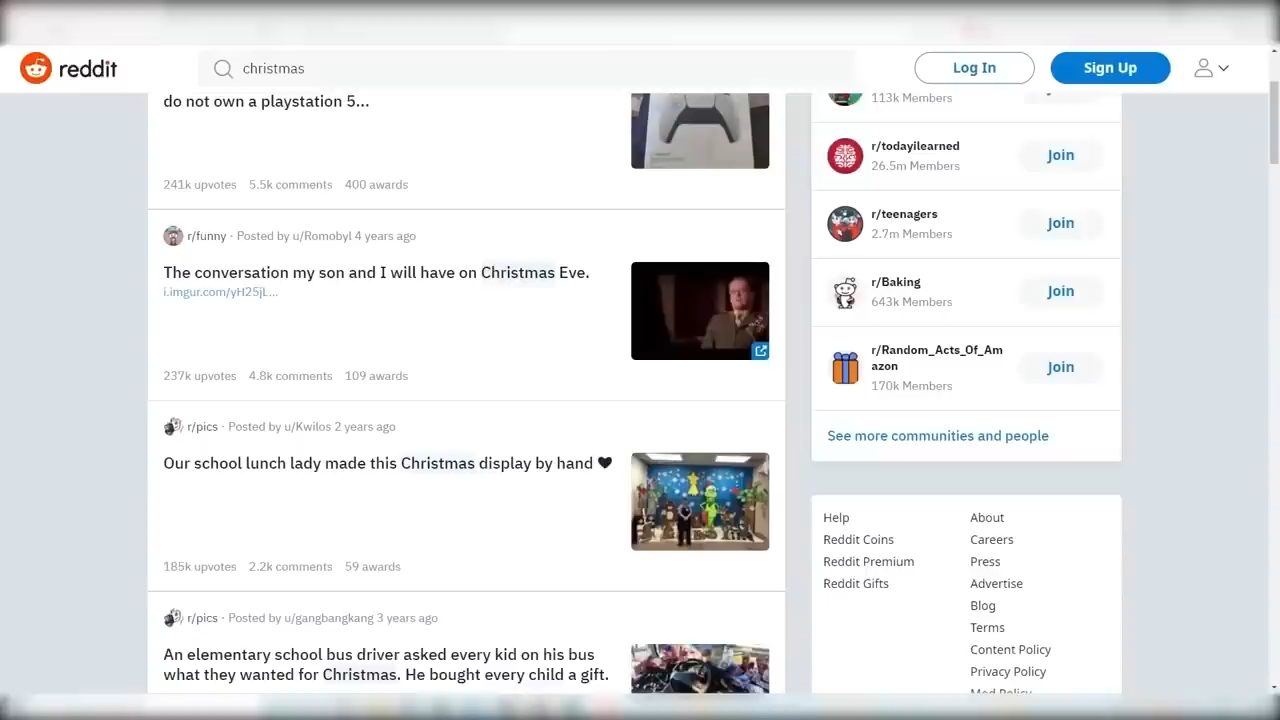 reddit
christmas
Log In
Sign Up
do not own a playstation 5...
241k upvotes 5.5k comments 400 awards
r/funny · Posted by u/Romobyl 4 years ago
The conversation my son and I will have on Christmas Eve.
i.imgur.com/yH25jL...
237k upvotes 4.8k comments 109 awards
r/pics · Posted by u/Kwilos 2 years ago
Our school lunch lady made this Christmas display by hand 🖤
185k upvotes 2.2k comments 59 awards
r/pics · Posted by u/gangbangkang 3 years ago
An elementary school bus driver asked every kid on his bus
what they wanted for Christmas. He bought every child a gift.
113k Members
r/todayilearned
26.5m Members
Join
r/teenagers
2.7m Members
Join
r/Baking
643k Members
Join
r/Random_Acts_Of_Am
azon
170k Members
Join
See more communities and people
Help
Reddit Coins
Reddit Premium
Reddit Gifts
About
Careers
Press
Advertise
Blog
Terms
Content Policy
Privacy Policy
Mod Policy